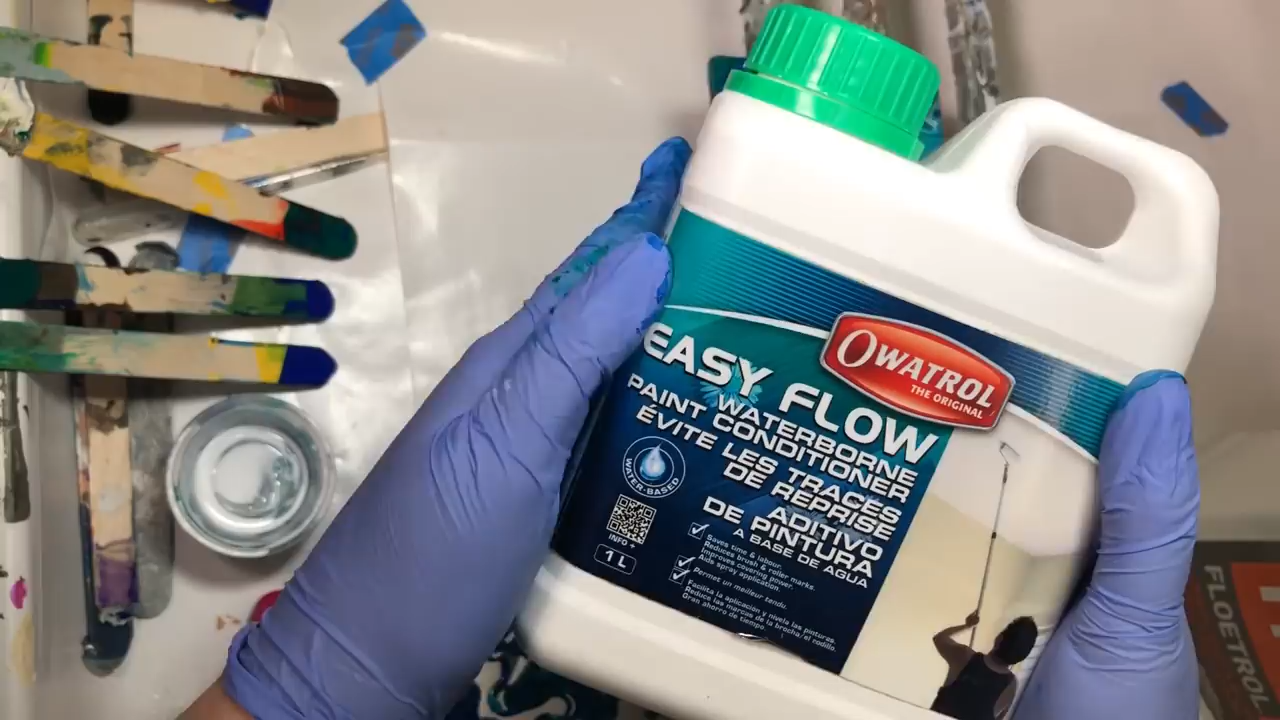 OWATROL
THE ORIGINAL
EASY FLOW
WATERBORNE
PAINT CONDITIONER
ÉVITE LES TRACES
DE REPRISE
ADITIVO
DE PINTURA
A BASE DE AGUA
WATER-BASED
INFO +
1 L
Saves time & labour.
Reduces brush & roller marks.
Improves covering power.
Aids spray application.
Permet un meilleur tendu.
Facilita la aplicación y nivela las pinturas.
Reduce las marcas de la brocha/el rodillo.
Gran ahorro de tiempo.
FLOETROL